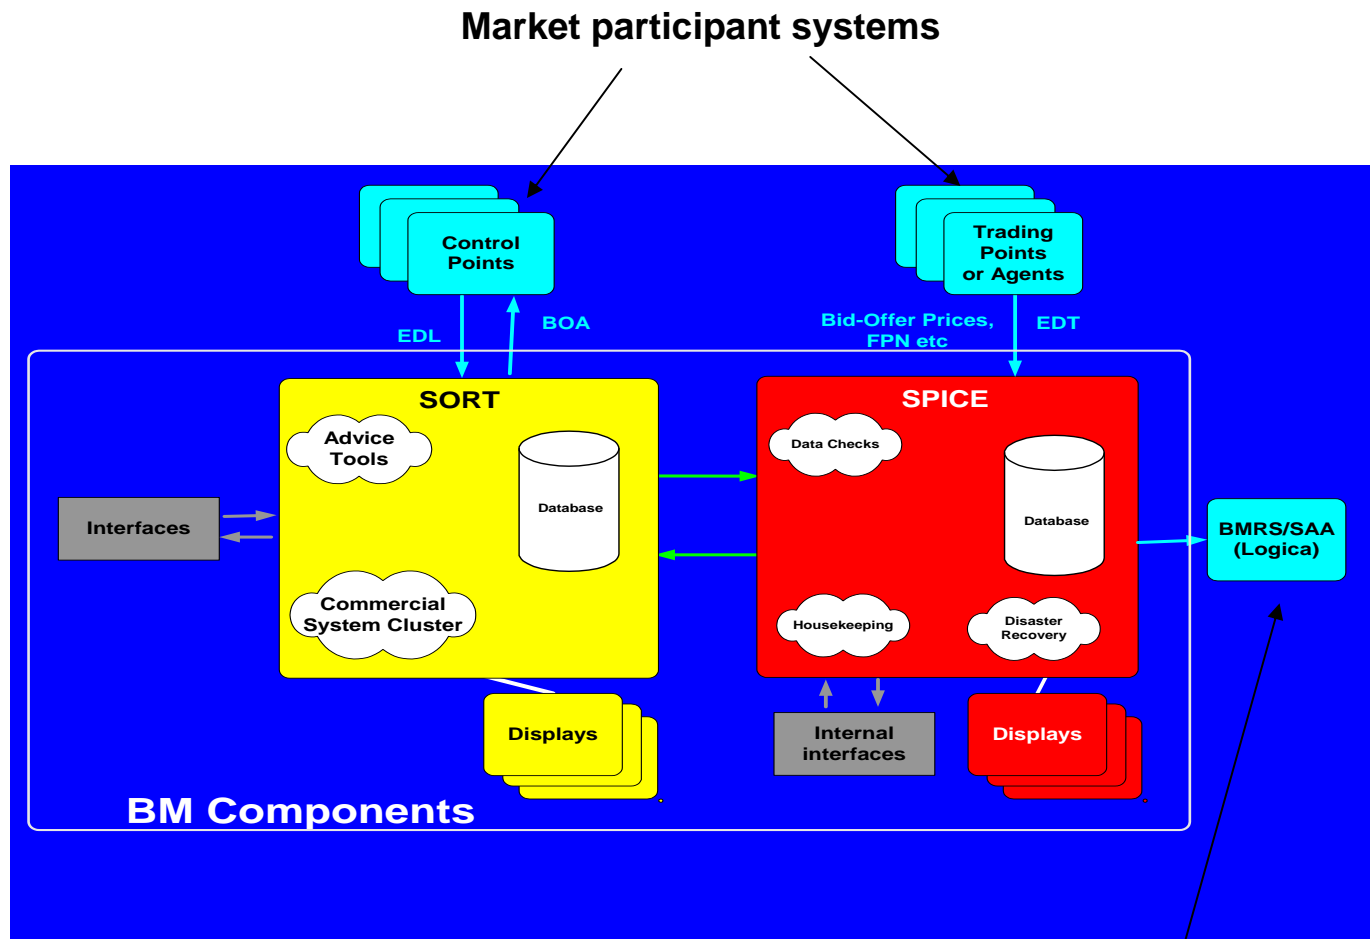 Market participant systems
Control
Points
Trading
Points
or Agents
EDL
BOA
Bid-Offer Prices,
FPN etc
EDT
SORT
Advice
Tools
Database
Commercial
System Cluster
SPICE
Data Checks
Database
Housekeeping
Disaster
Recovery
Interfaces
BMRS/SAA
(Logica)
Displays
Internal
interfaces
Displays
BM Components